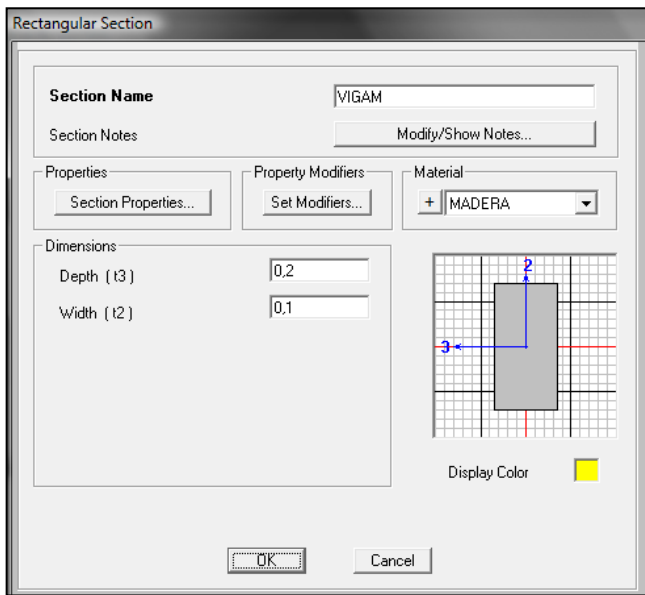 Rectangular Section
Section Name VIGAM
Section Notes Modify/Show Notes...
Properties Property Modifiers Material
Section Properties... Set Modifiers... + MADERA
Dimensions
Depth ( t3 ) 0,2
Width ( t2 ) 0,1
2
3
Display Color
OK Cancel